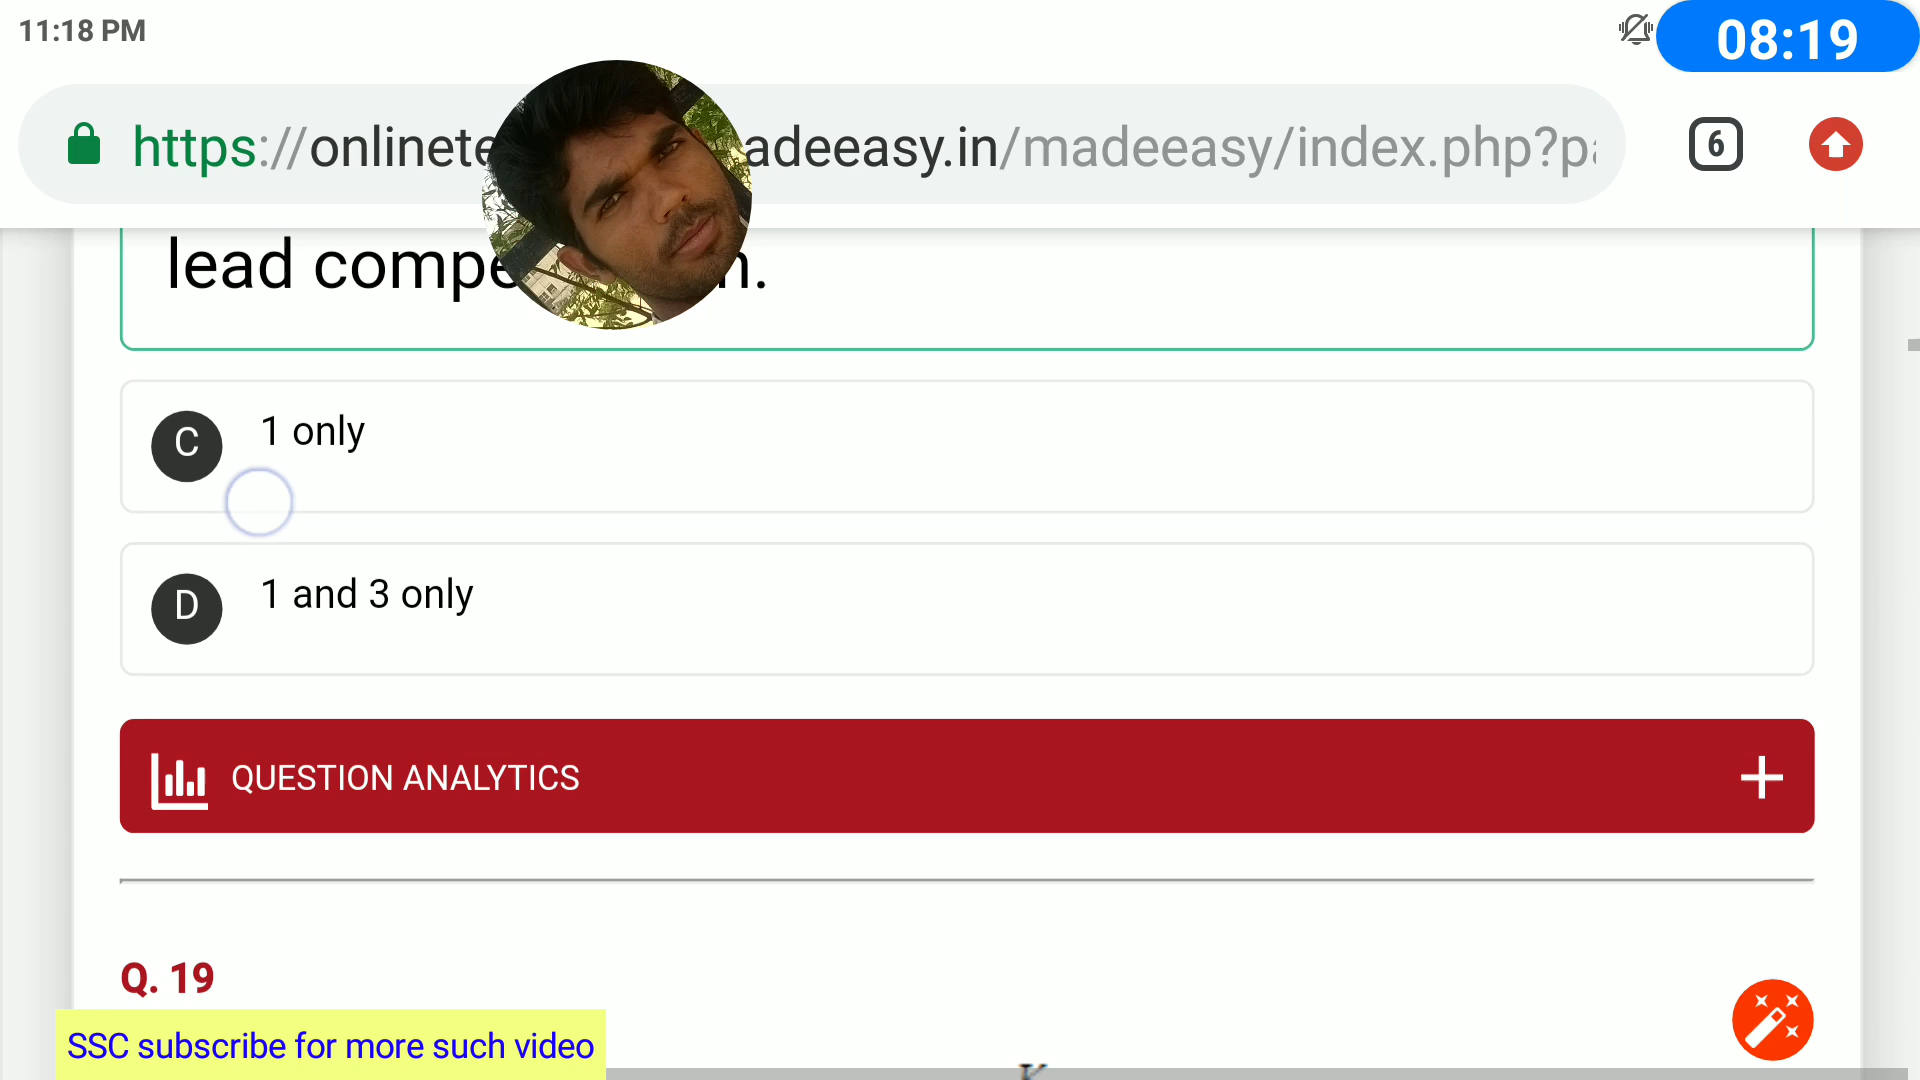 11:18 PM
08:19
https://onlinete adeeasy.in/madeeasy/index.php?p
6
lead compe n.
C 1 only
D 1 and 3 only
QUESTION ANALYTICS
Q. 19
SSC subscribe for more such video